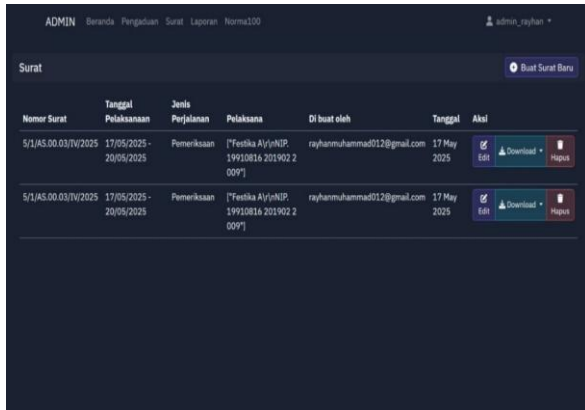 ADMIN Beranda Pengaduan Surat Laporan Norma100 admin_rayhan
Surat
Buat Surat Baru
Nomor Surat Tanggal Pelaksanaan Jenis Perjalanan Pelaksana Di buat oleh Tanggal Aksi
5/1/AS.00.03/IV/2025 17/05/2025 - Pemeriksaan ["Festika A\r\nNIP. rayhanmuhammad012@gmail.com 17 May
20/05/2025 19910816 201902 2 2025
009"]
Edit Download Hapus
5/1/AS.00.03/IV/2025 17/05/2025 - Pemeriksaan ["Festika A\r\nNIP. rayhanmuhammad012@gmail.com 17 May
20/05/2025 19910816 201902 2 2025
009"]
Edit Download Hapus